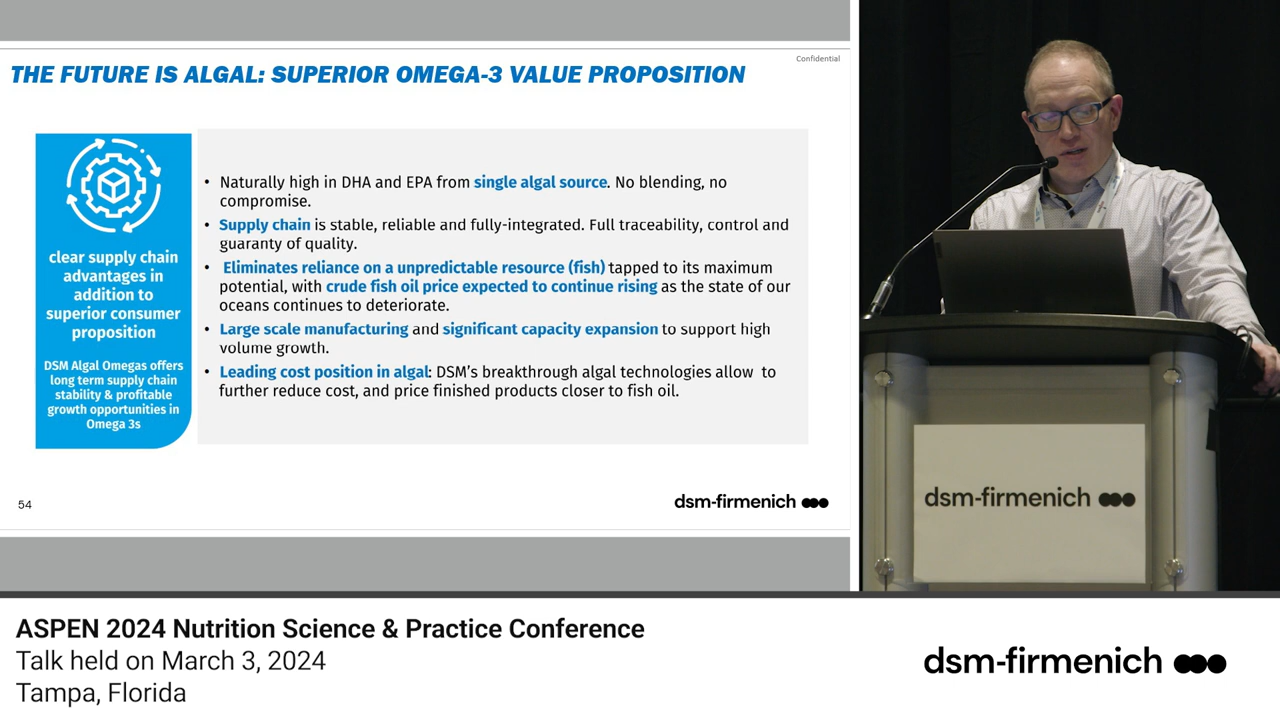 Confidential
THE FUTURE IS ALGAL: SUPERIOR OMEGA-3 VALUE PROPOSITION
clear supply chain
advantages in
addition to
superior consumer
proposition
DSM Algal Omegas offers
long term supply chain
stability & profitable
growth opportunities in
Omega 3s
• Naturally high in DHA and EPA from single algal source. No blending, no
compromise.
• Supply chain is stable, reliable and fully-integrated. Full traceability, control and
guaranty of quality.
• Eliminates reliance on a unpredictable resource (fish) tapped to its maximum
potential, with crude fish oil price expected to continue rising as the state of our
oceans continues to deteriorate.
• Large scale manufacturing and significant capacity expansion to support high
volume growth.
• Leading cost position in algal: DSM's breakthrough algal technologies allow to
further reduce cost, and price finished products closer to fish oil.
54
dsm-firmenich
dsm-firmenich
ASPEN 2024 Nutrition Science & Practice Conference
Talk held on March 3, 2024
Tampa, Florida
dsm-firmenich